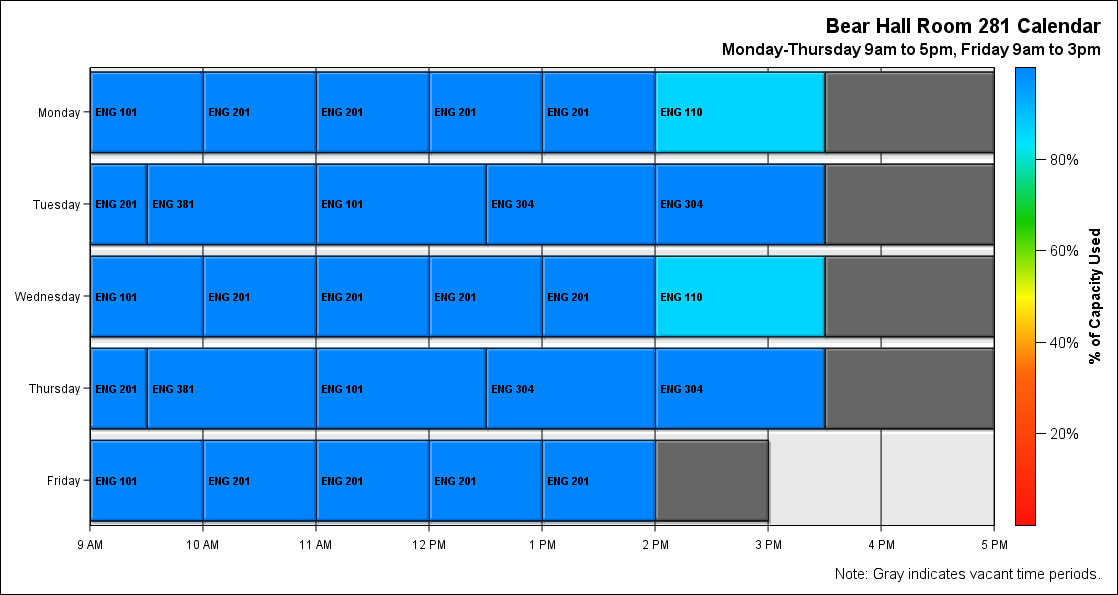 Bear Hall Room 281 Calendar
Monday-Thursday 9am to 5pm, Friday 9am to 3pm
Monday
ENG 101 ENG 201 ENG 201 ENG 201 ENG 201 ENG 110
80%
Tuesday
ENG 201 ENG 381 ENG 101 ENG 304 ENG 304
60%
Wednesday
ENG 101 ENG 201 ENG 201 ENG 201 ENG 201 ENG 110
% of Capacity Used
40%
Thursday
ENG 201 ENG 381 ENG 101 ENG 304 ENG 304
20%
Friday
ENG 101 ENG 201 ENG 201 ENG 201 ENG 201
9 AM 10 AM 11 AM 12 PM 1 PM 2 PM 3 PM 4 PM 5 PM
Note: Gray indicates vacant time periods.